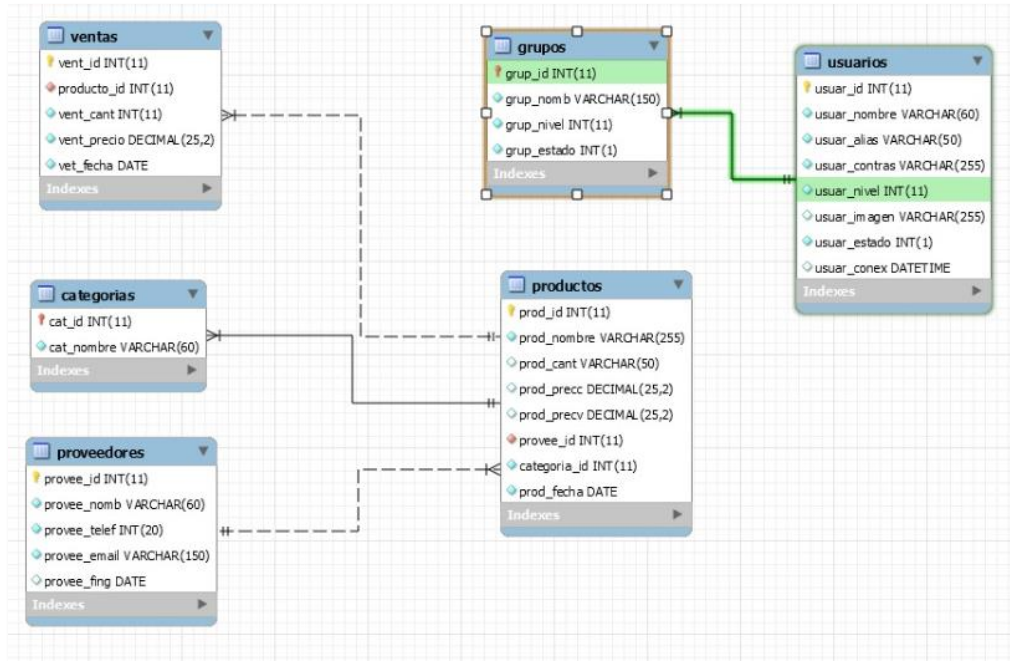 ventas
vent_id INT(11)
producto_id INT(11)
vent_cant INT(11)
vent_precio DECIMAL(25,2)
vet_fecha DATE
Indexes
grupos
grup_id INT(11)
grup_nomb VARCHAR(150)
grup_nivel INT(11)
grup_estado INT(1)
Indexes
usuarios
usuar_id INT(11)
usuar_nombre VARCHAR(60)
usuar_alias VARCHAR(50)
usuar_contras VARCHAR(255)
usuar_nivel INT(11)
usuar_imagen VARCHAR(255)
usuar_estado INT(1)
usuar_conex DATETIME
Indexes
categorias
cat_id INT(11)
cat_nombre VARCHAR(60)
Indexes
productos
prod_id INT(11)
prod_nombre VARCHAR(255)
prod_cant VARCHAR(50)
prod_precc DECIMAL(25,2)
prod_precv DECIMAL(25,2)
provee_id INT(11)
categoria_id INT(11)
prod_fecha DATE
Indexes
proveedores
provee_id INT(11)
provee_nomb VARCHAR(60)
provee_telef INT(20)
provee_email VARCHAR(150)
provee_fing DATE
Indexes